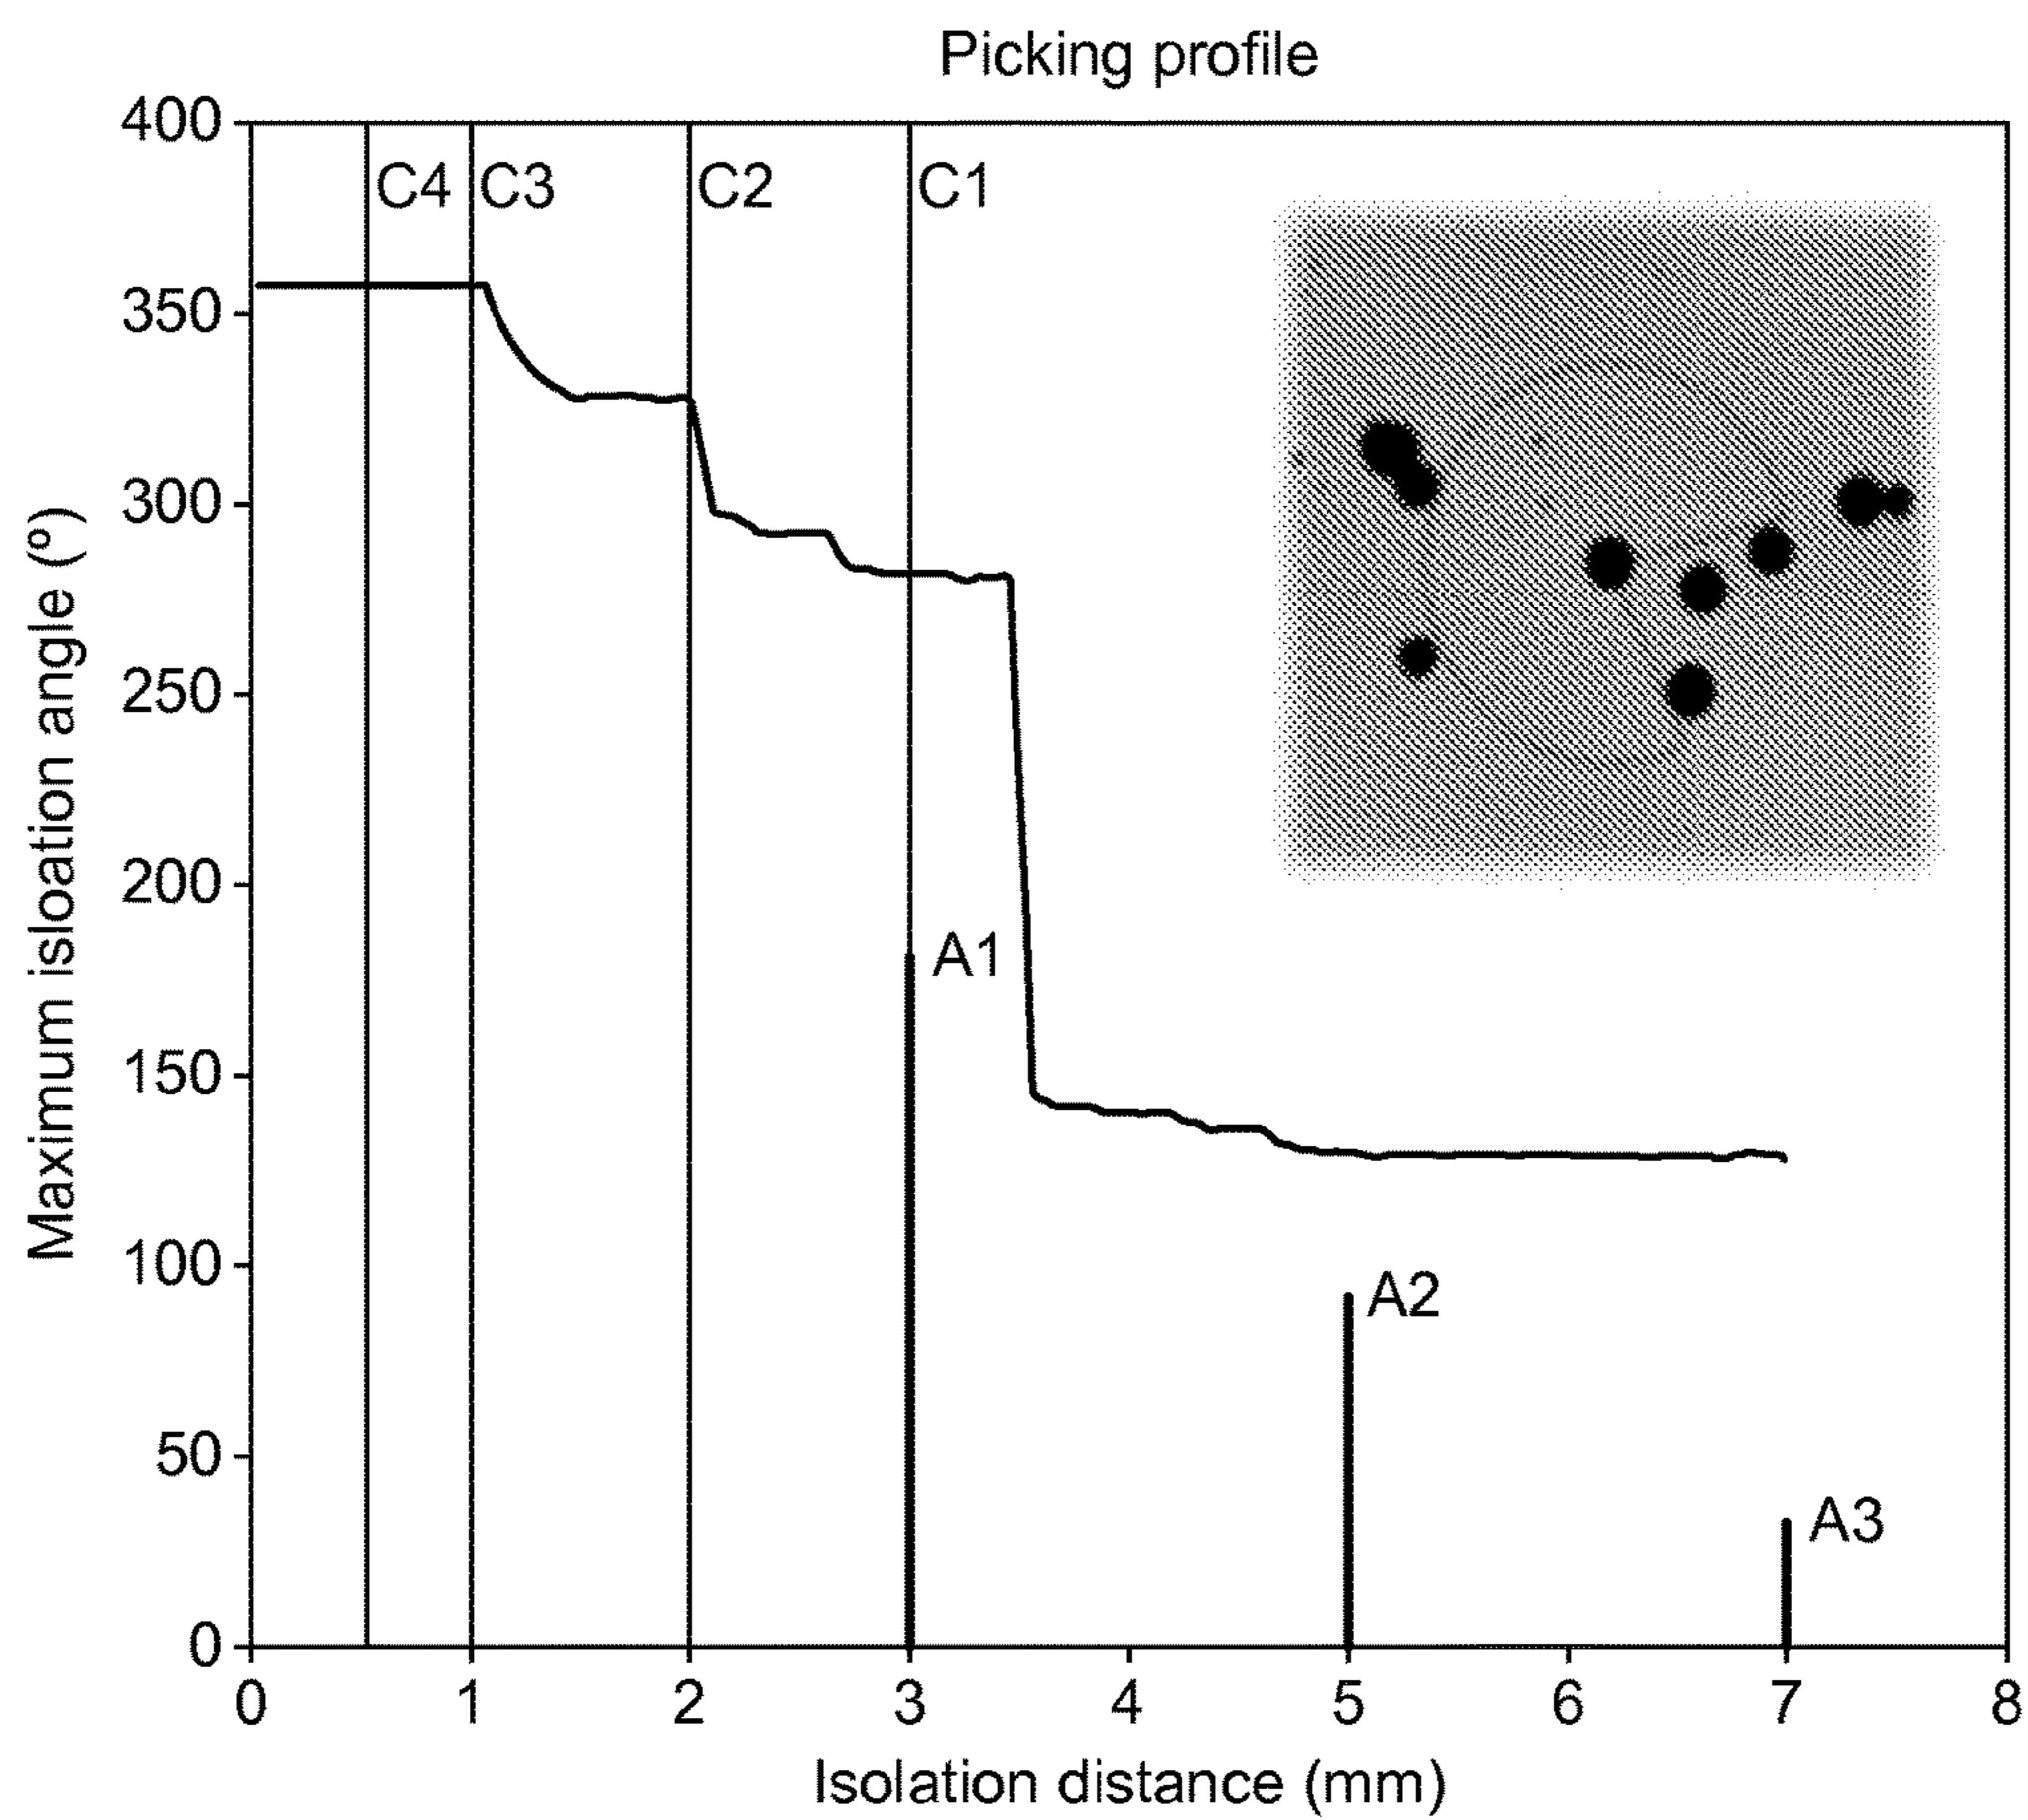 Picking profile
400
C4
C3
C2
C1
350
300
250
200
150
100
50
0
Maximum isloation angle (º)
A1
A2
A3
0 1 2 3 4 5 6 7 8
Isolation distance (mm)